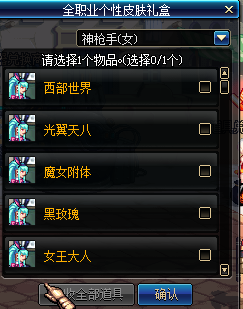 全职业个性皮肤礼盒
神枪手(女)
请选择1个物品。(选择0/1个)
西部世界
光翼天八
魔女附体
黑玫瑰
女王大人
收全部道具
确认